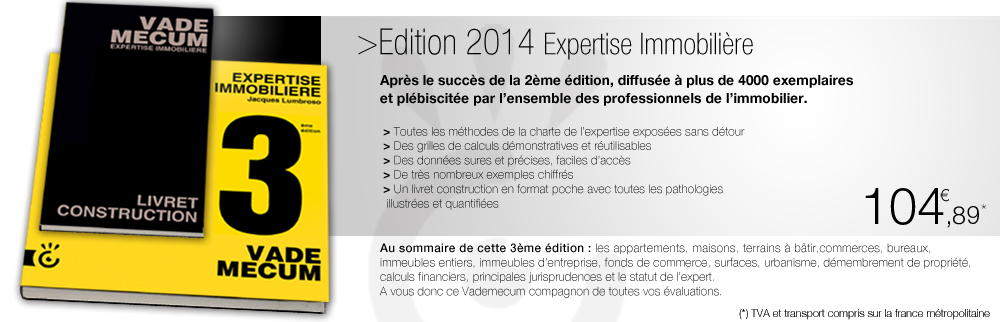 VADE
MECUM
EXPERTISE IMMOBILIERE
LIVRET
CONSTRUCTION
EXPERTISE
IMMOBILIERE
Jacques Lumbroso
3
ème
édition
VADE
MECUM
>Edition 2014 Expertise Immobilière
Après le succès de la 2ème édition, diffusée à plus de 4000 exemplaires
et plébiscitée par l'ensemble des professionnels de l'immobilier.
> Toutes les méthodes de la charte de l'expertise exposées sans détour
> Des grilles de calculs démonstratives et réutilisables
> Des données sures et précises, faciles d'accès
> De très nombreux exemples chiffrés
> Un livret construction en format poche avec toutes les pathologies
illustrées et quantifiées
104€,89*
Au sommaire de cette 3ème édition : les appartements, maisons, terrains à bâtir,commerces, bureaux,
immeubles entiers, immeubles d'entreprise, fonds de commerce, surfaces, urbanisme, démembrement de propriété,
calculs financiers, principales jurisprudences et le statut de l'expert.
A vous donc ce Vademecum compagnon de toutes vos évaluations.
(*) TVA et transport compris sur la france métropolitaine